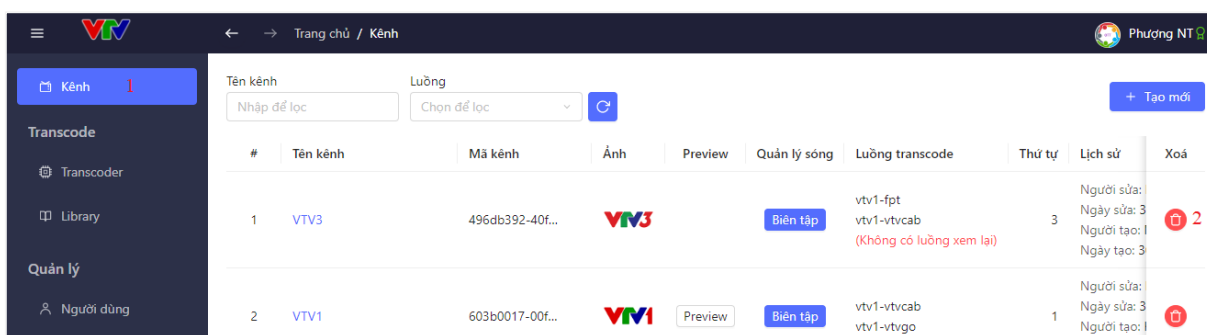 VTV
Trang chủ / Kênh
Phượng NT
Kênh 1
Tên kênh
Luồng
Nhập để lọc
Chọn để lọc
+ Tạo mới
Transcode
Transcoder
Library
Quản lý
Người dùng
# Tên kênh Mã kênh Ảnh Preview Quản lý sóng Luồng transcode Thứ tự Lịch sử Xoá
1 VTV3 496db392-40f... VTV3 Biên tập
vtv1-fpt
vtv1-vtvcab
(Không có luồng xem lại)
3
Người sửa:
Ngày sửa: 3
Người tạo:
Ngày tạo: 3
2
2 VTV1 603b0017-00f... VTV1 Preview Biên tập
vtv1-vtvcab
vtv1-vtvgo
1
Người sửa:
Ngày sửa: 3
Người tạo: